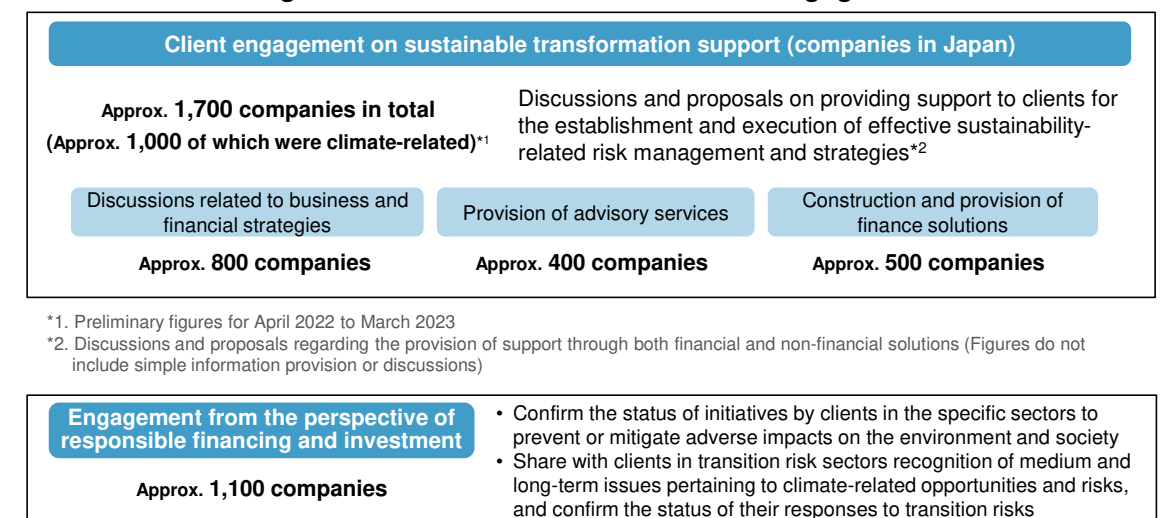 Client engagement on sustainable transformation support (companies in Japan)
Approx. 1,700 companies in total
(Approx. 1,000 of which were climate-related)*1
Discussions and proposals on providing support to clients for
the establishment and execution of effective sustainability-
related risk management and strategies*2
Discussions related to business and
financial strategies
Approx. 800 companies
Provision of advisory services
Approx. 400 companies
Construction and provision of
finance solutions
Approx. 500 companies
*1. Preliminary figures for April 2022 to March 2023
*2. Discussions and proposals regarding the provision of support through both financial and non-financial solutions (Figures do not
include simple information provision or discussions)
Engagement from the perspective of
responsible financing and investment
Approx. 1,100 companies
• Confirm the status of initiatives by clients in the specific sectors to
prevent or mitigate adverse impacts on the environment and society
• Share with clients in transition risk sectors recognition of medium and
long-term issues pertaining to climate-related opportunities and risks,
and confirm the status of their responses to transition risks